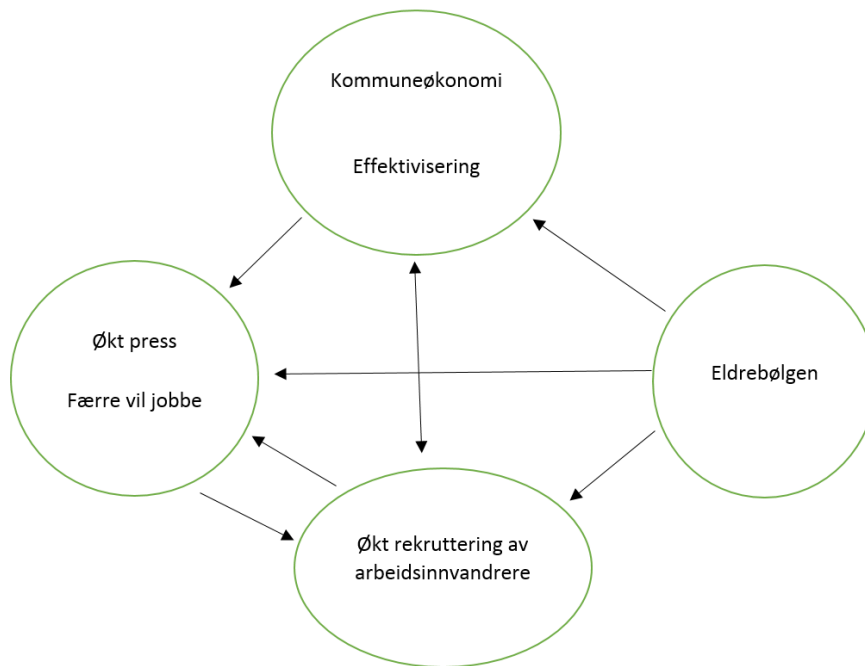 Kommuneøkonomi
Effektivisering
Økt press
Færre vil jobbe
Eldrebølgen
Økt rekruttering av
arbeidsinnvandrere